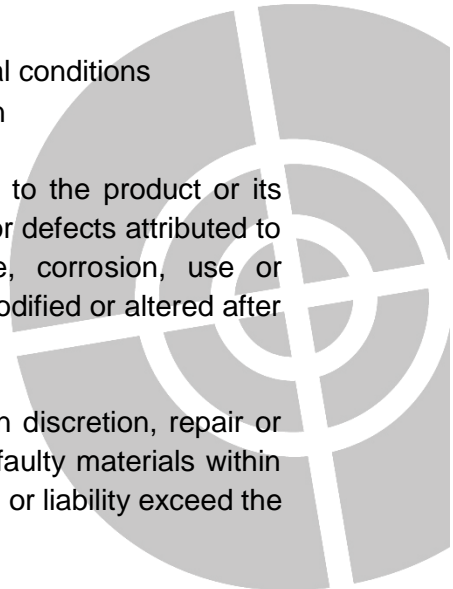 al conditions
to the product or its
or defects attributed to
e, corrosion, use or
odified or altered after
n discretion, repair or
faulty materials within
or liability exceed the